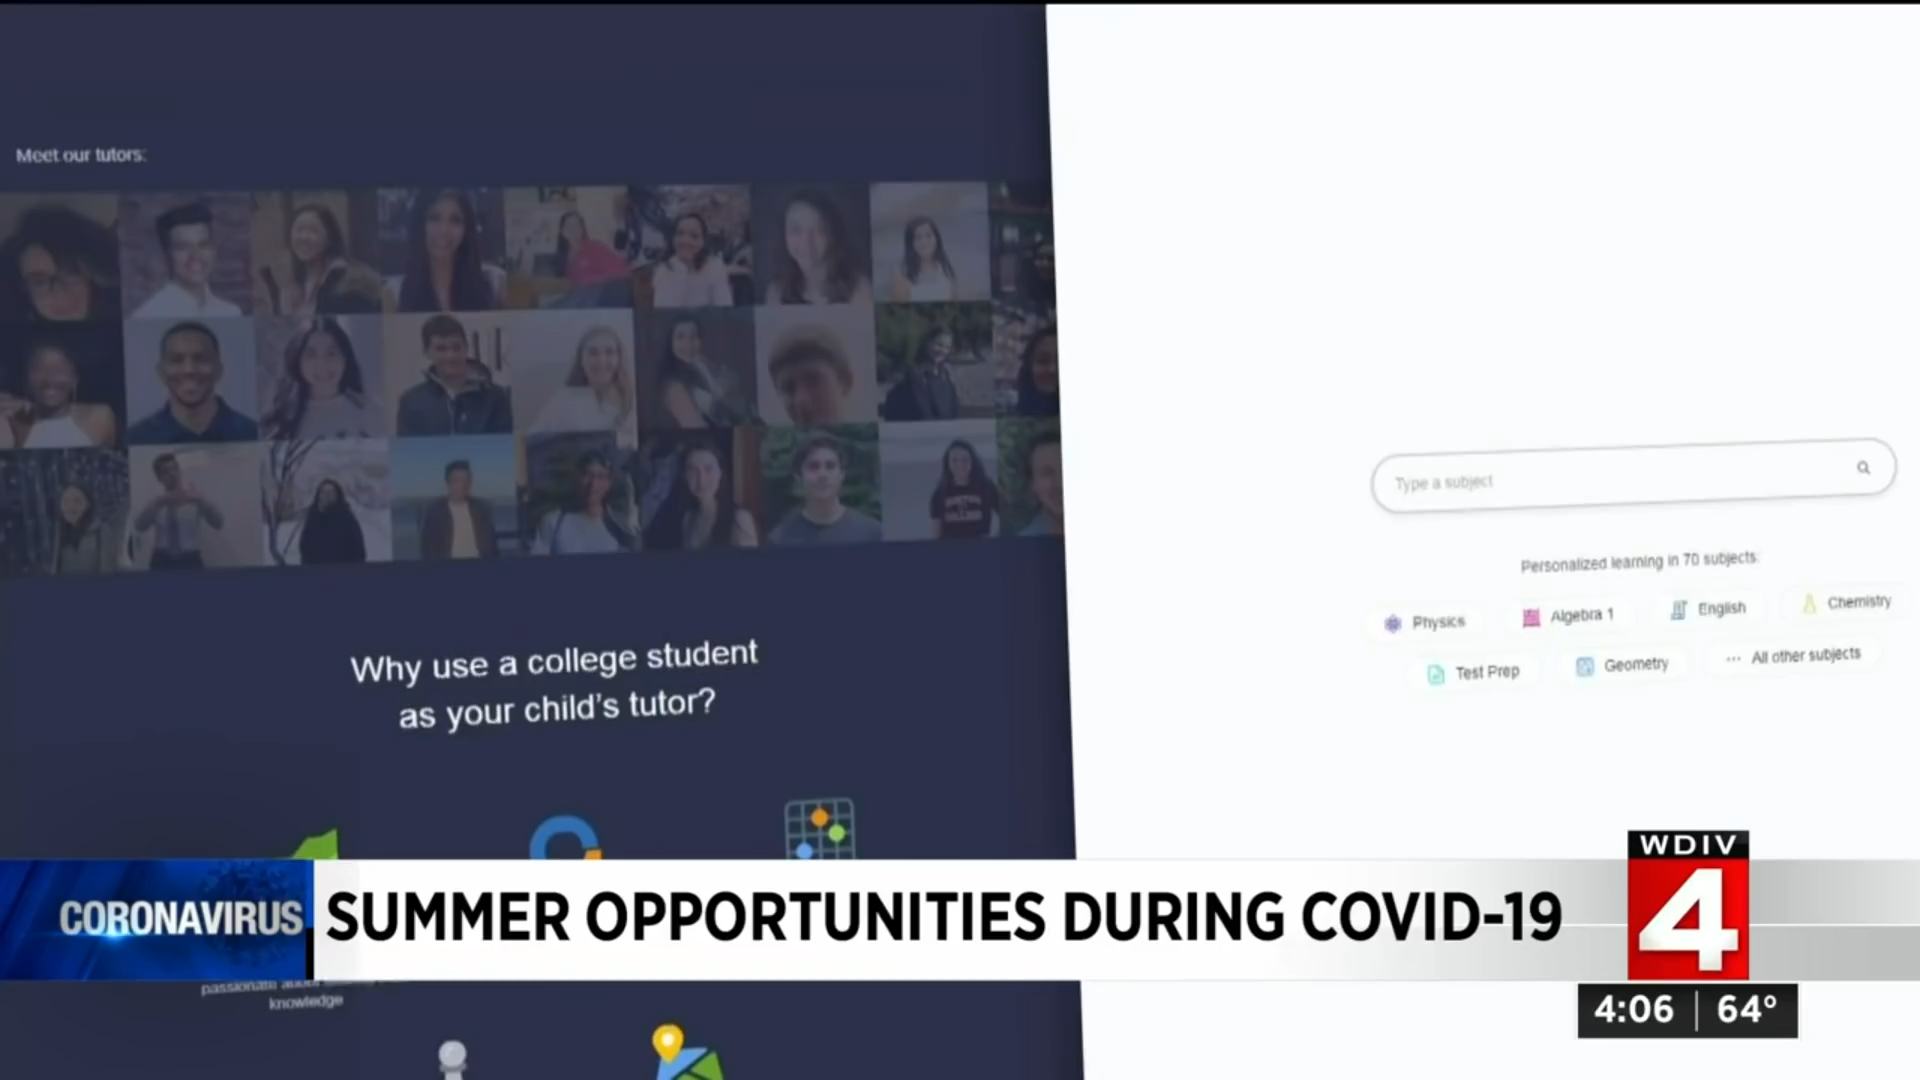 Meet our tutors:
Why use a college student
as your child's tutor?
Type a subject
Personalized learning in 70 subjects:
Physics
Algebra 1
English
Chemistry
Test Prep
Geometry
All other subjects
WDIV
4
CORONAVIRUS
SUMMER OPPORTUNITIES DURING COVID-19
passionate about
knowledge
4:06
64°